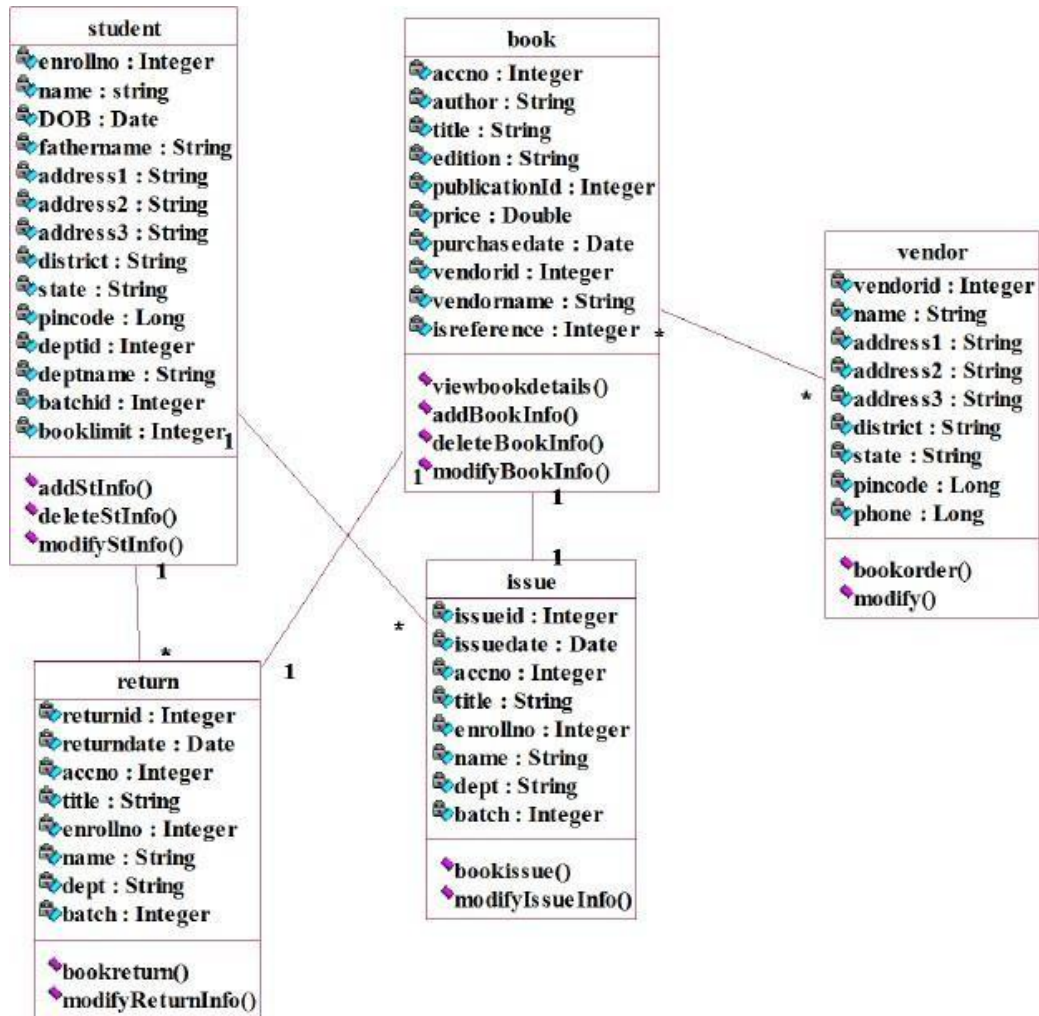 student
enrollno : Integer
name : string
DOB : Date
fathername : String
address1 : String
address2 : String
address3 : String
district : String
state : String
pincode : Long
deptid : Integer
deptname : String
batchid : Integer
booklimit : Integer
1
addStInfo()
deleteStInfo()
modifyStInfo()
1
book
accno : Integer
author : String
title : String
edition : String
publicationId : Integer
price : Double
purchasedate : Date
vendorid : Integer
vendorname : String
isreference : Integer
*
viewbookdetails()
addBookInfo()
deleteBookInfo()
modifyBookInfo()
1
1
vendor
vendorid : Integer
name : String
address1 : String
address2 : String
address3 : String
*
district : String
state : String
pincode : Long
phone : Long
bookorder()
modify()
*
return
1
returnid : Integer
returndate : Date
accno : Integer
title : String
enrollno : Integer
name : String
dept : String
batch : Integer
bookreturn()
modifyReturnInfo()
1
issue
*
issueid : Integer
issuedate : Date
accno : Integer
title : String
enrollno : Integer
name : String
dept : String
batch : Integer
bookissue()
modifyIssueInfo()